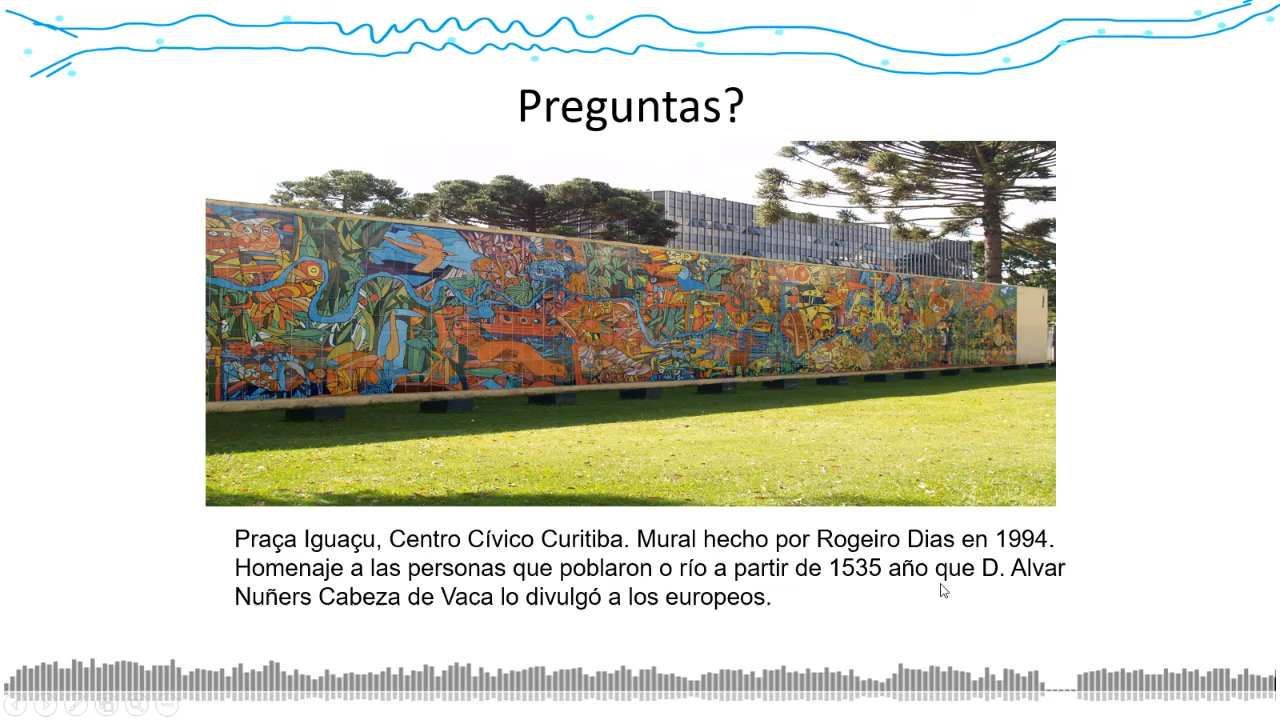 Preguntas?
Praça Iguaçu, Centro Cívico Curitiba. Mural hecho por Rogeiro Dias en 1994.
Homenaje a las personas que poblaron o río a partir de 1535 año que D. Alvar
Nuñers Cabeza de Vaca lo divulgó a los europeos.